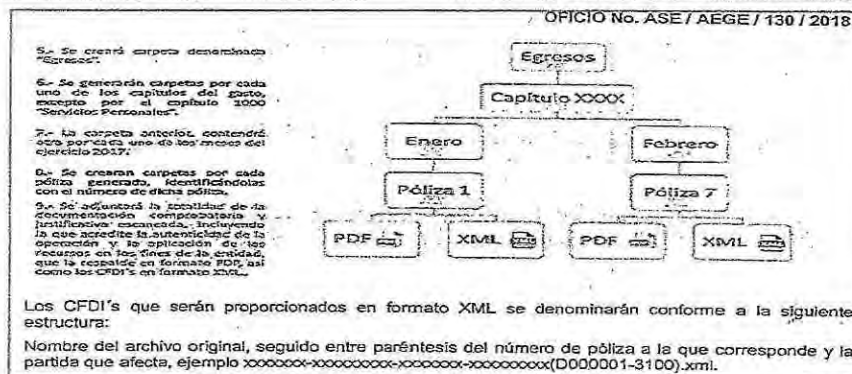 OFICIO No. ASE / AEGE / 130 / 2018
5.- Se creará carpeta denominada
"Egresos".
6.- Se generarán carpetas por cada
uno de los capítulos del gasto,
excepto por el capítulo 1000
"Servicios Personales".
7.- La carpeta anterior, contendrá
otra por cada uno de los meses del
ejercicio 2017.
8.- Se crearan carpetas por cada
póliza generada, identificándolas
con el número de dicha póliza.
9.- Se adjuntará la totalidad de la
documentación comprobatoria y
justificativa escaneada, incluyendo
la que acredite la autenticidad de la
operación y la aplicación de los
recursos en los fines de la entidad,
que la respalde en formato PDF, así
como los CFDI's en formato XML.
Egresos
Capítulo XXXX
Enero
Febrero
Póliza 1
Póliza 7
PDF
XML
PDF
XML
Los CFDI's que serán proporcionados en formato XML se denominarán conforme a la siguiente
estructura:
Nombre del archivo original, seguido entre paréntesis del número de póliza a la que corresponde y la
partida que afecta, ejemplo xxxxxxx-xxxxxxxxx-xxxxxxx-xxxxxxxxx(D000001-3100).xml.